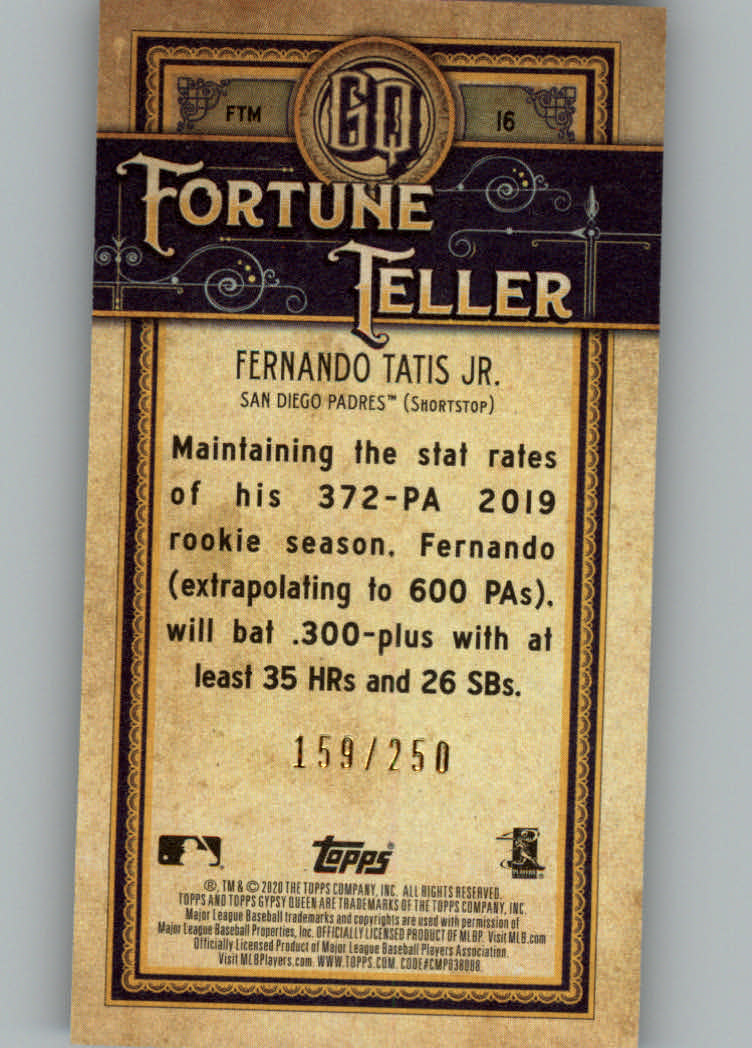 FTM
GQ
16
FORTUNE
TELLER
FERNANDO TATIS JR.
SAN DIEGO PADRES™ (SHORTSTOP)
Maintaining the stat rates
of his 372-PA 2019
rookie season, Fernando
(extrapolating to 600 PAs),
will bat .300-plus with at
least 35 HRs and 26 SBs.
159/250
topps
PLAYERS
®, TM & © 2020 THE TOPPS COMPANY, INC. ALL RIGHTS RESERVED.
TOPPS AND TOPPS GYPSY QUEEN ARE TRADEMARKS OF THE TOPPS COMPANY, INC.
Major League Baseball trademarks and copyrights are used with permission of
Major League Baseball Properties, Inc. OFFICIALLY LICENSED PRODUCT OF MLBP. Visit MLB.com
Officially Licensed Product of Major League Baseball Players Association.
Visit MLBPlayers.com WWW.TOPPS.COM. CODE#CMP038008